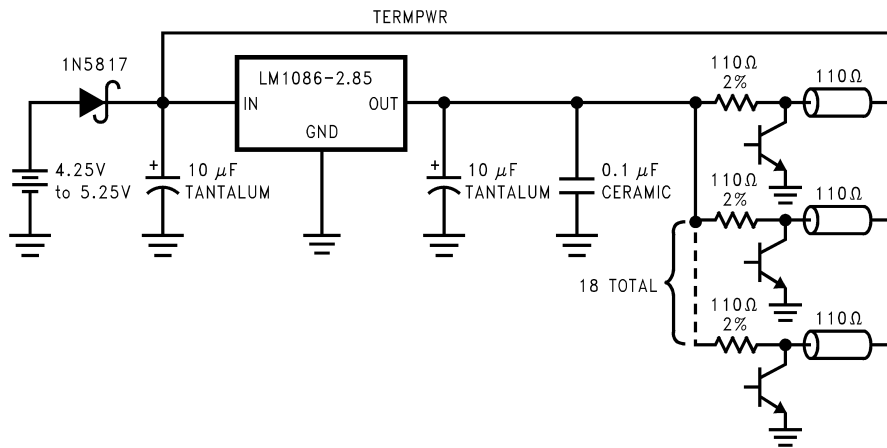 TERMPWR
1N5817
LM1086-2.85
IN
OUT
GND
4.25V
to 5.25V
+
10 μF
TANTALUM
+
10 μF
TANTALUM
0.1 μF
CERAMIC
110Ω
2%
110Ω
110Ω
2%
110Ω
18 TOTAL
110Ω
2%
110Ω